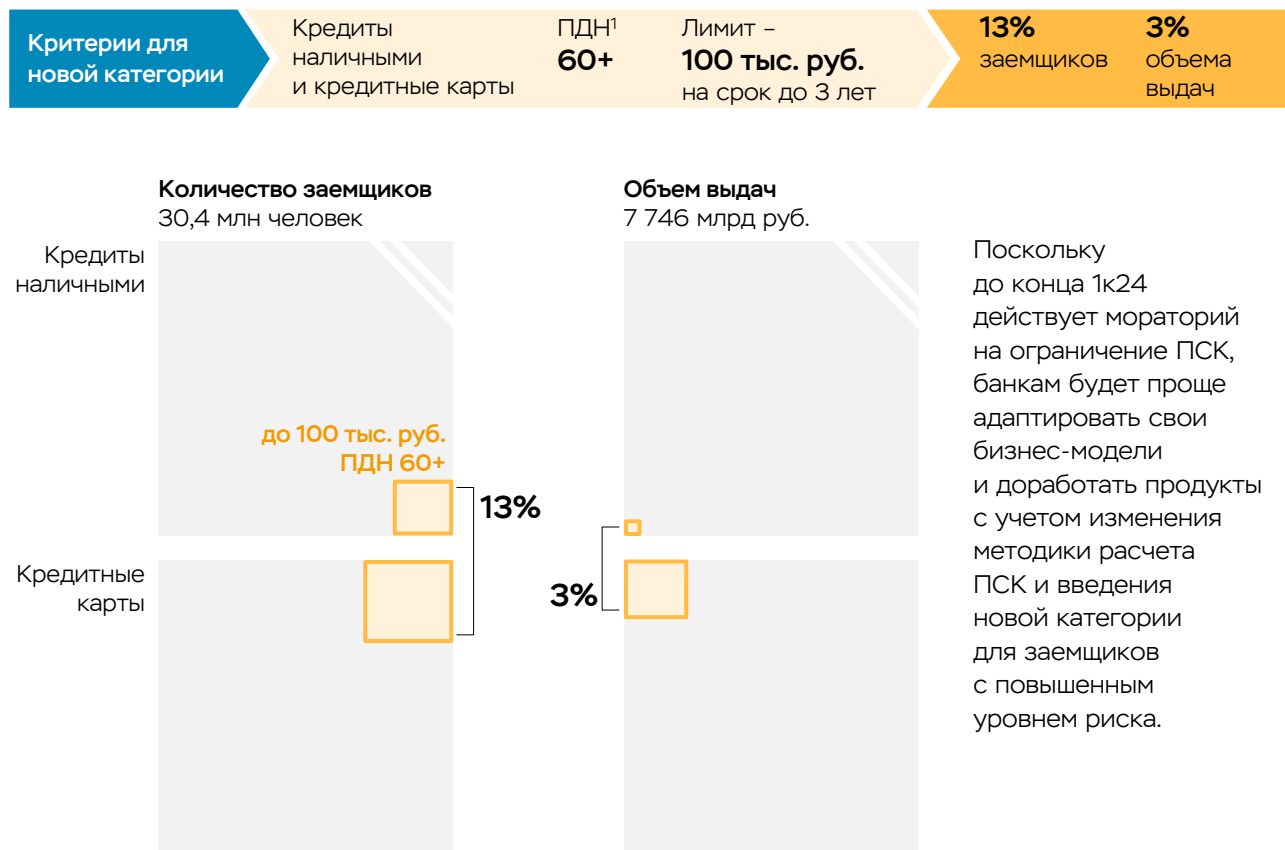 Критерии для
новой категории
Кредиты
наличными
и кредитные карты
ПДН¹
60+
Лимит –
100 тыс. руб.
на срок до 3 лет
13%
заемщиков
3%
объема
выдач
Количество заемщиков
30,4 млн человек
Объем выдач
7 746 млрд руб.
Кредиты
наличными
до 100 тыс. руб.
ПДН 60+
13%
Кредитные
карты
3%
Поскольку
до конца 1к24
действует мораторий
на ограничение ПСК,
банкам будет проще
адаптировать свои
бизнес-модели
и доработать продукты
с учетом изменения
методики расчета
ПСК и введения
новой категории
для заемщиков
с повышенным
уровнем риска.